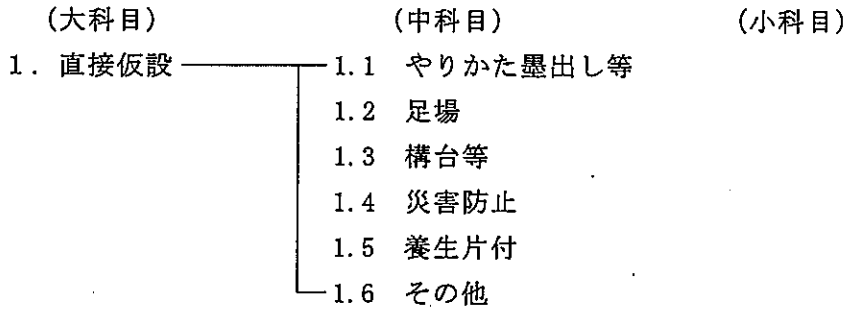 (大科目) (中科目) (小科目)
1. 直接仮設 1.1 やりかた墨出し等
1.2 足場
1.3 構台等
1.4 災害防止
1.5 養生片付
1.6 その他